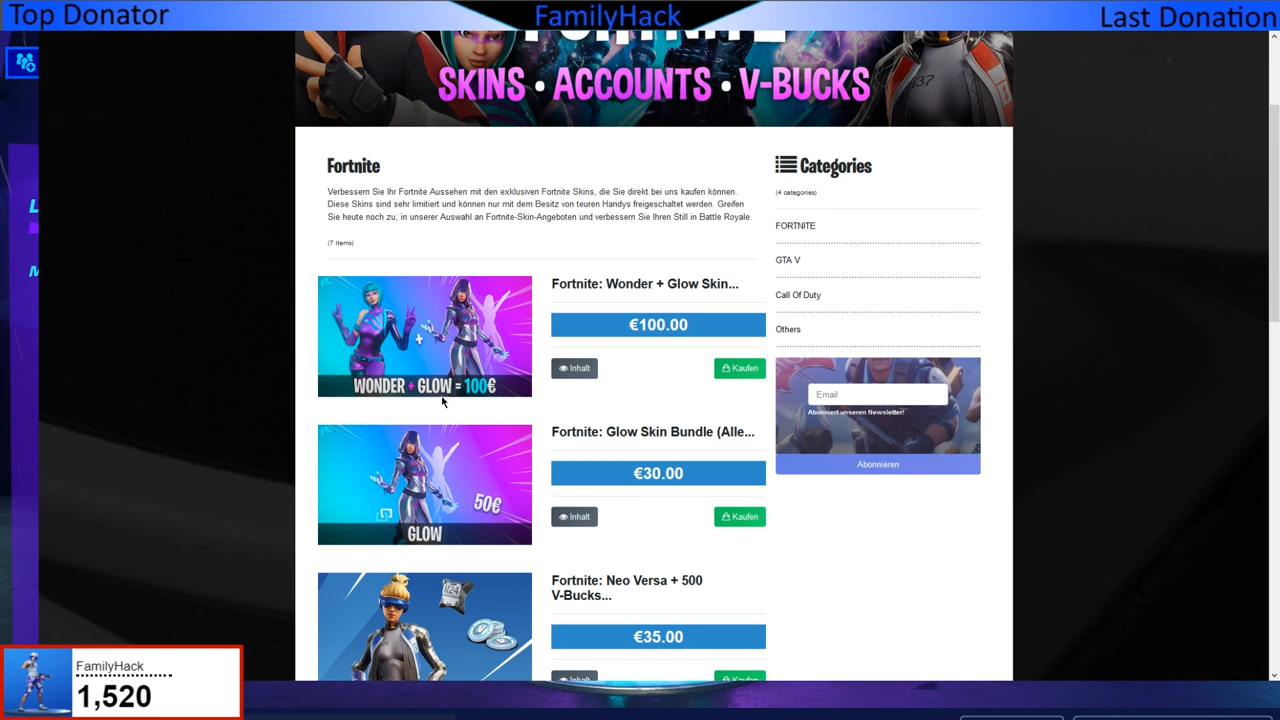 Top Donator
FamilyHack
Last Donation
SKINS • ACCOUNTS • V-BUCKS
Fortnite
Verbessern Sie Ihr Fortnite Aussehen mit den exklusiven Fortnite Skins, die Sie direkt bei uns kaufen können.
Diese Skins sind sehr limitiert und können nur mit dem Besitz von teuren Handys freigeschaltet werden. Greifen
Sie heute noch zu, in unserer Auswahl an Fortnite-Skin-Angeboten und verbessern Sie Ihren Still in Battle Royale.
(7 items)
WONDER + GLOW = 100€
Fortnite: Wonder + Glow Skin...
€100.00
Inhalt
Kaufen
50€
GLOW
Fortnite: Glow Skin Bundle (Alle...
€30.00
Inhalt
Kaufen
Fortnite: Neo Versa + 500
V-Bucks...
€35.00
Inhalt
Kaufen
Categories
(4 categories)
FORTNITE
GTA V
Call Of Duty
Others
Email
Abonniert unseren Newsletter!
Abonnieren
FamilyHack
1,520